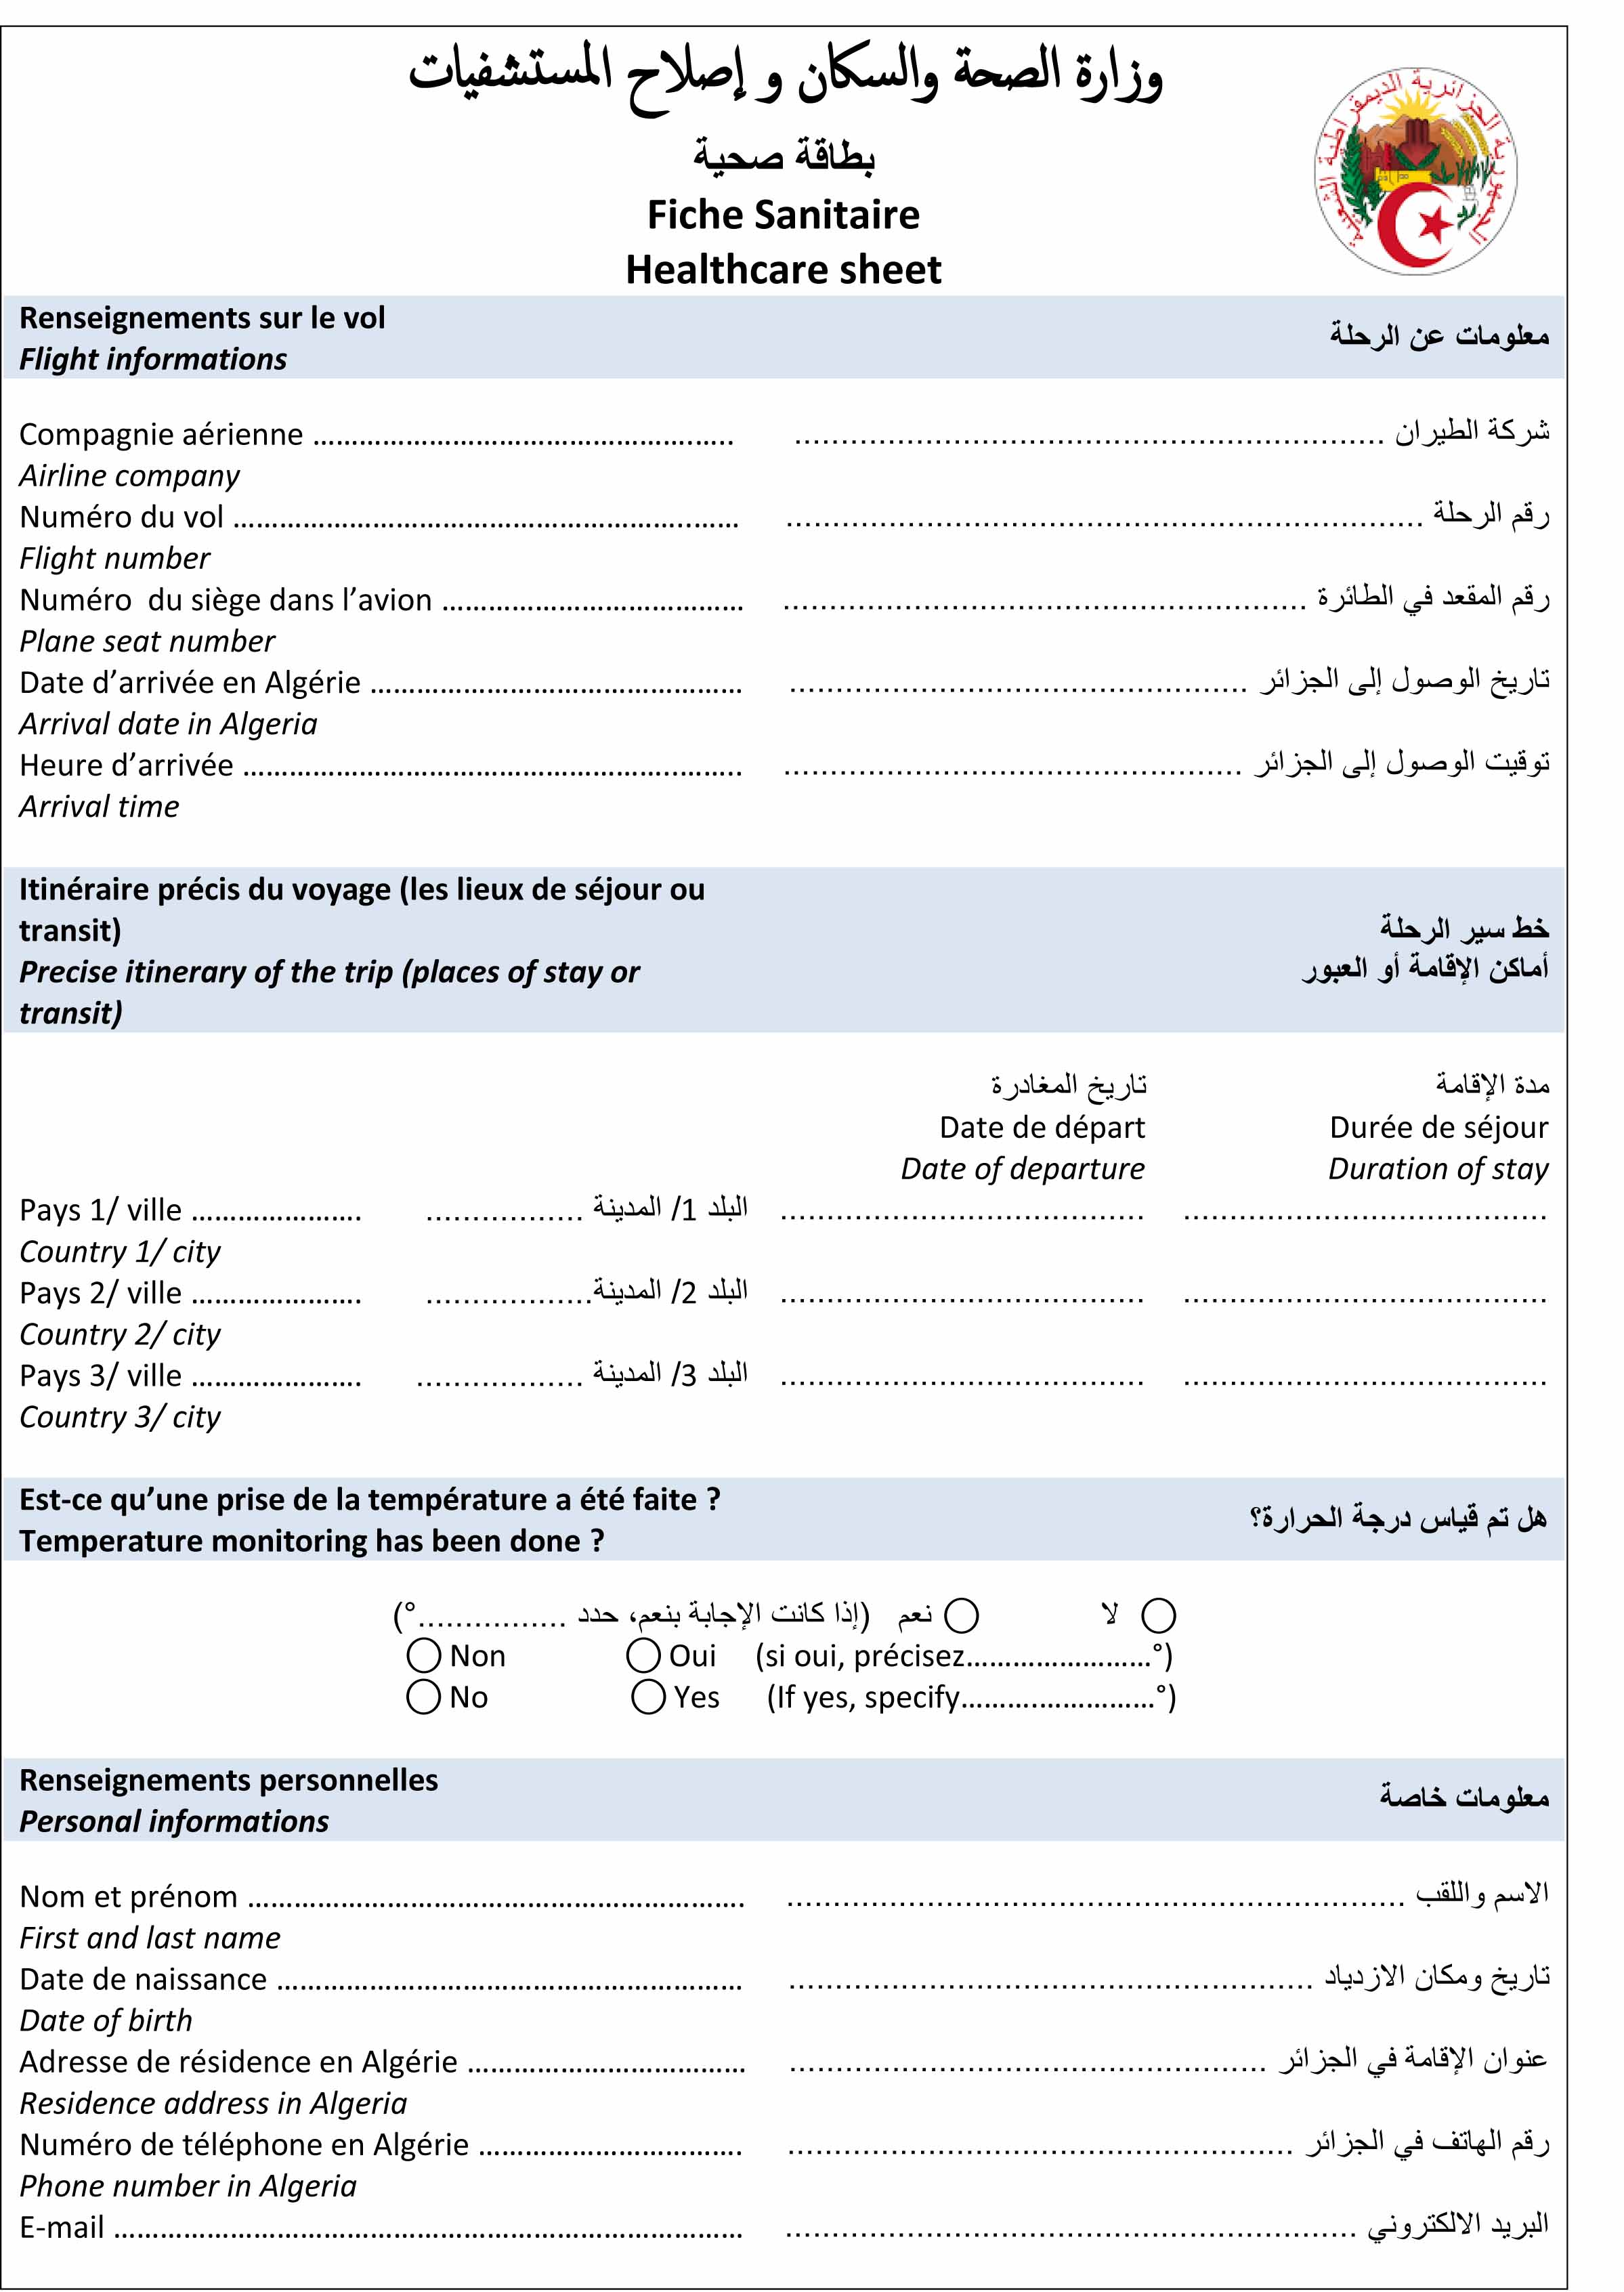 وزارة الصحة والسكان و إصلاح المستشفيات
الجمهورية الجزائرية الديمقراطية الشعبية
بطاقة صحية
Fiche Sanitaire
Healthcare sheet
Renseignements sur le vol
Flight informations
معلومات عن الرحلة
Compagnie aérienne ………………………………………….….. ................................................................ شركة الطيران
Airline company
Numéro du vol …………………………………………………..…… ..................................................................... رقم الرحلة
Flight number
Numéro du siège dans l’avion ………………………………… ......................................................... رقم المقعد في الطائرة
Plane seat number
Date d’arrivée en Algérie ………………………………………… .................................................. تاريخ الوصول إلى الجزائر
Arrival date in Algeria
Heure d’arrivée ………………………………………………..…….. .................................................. توقيت الوصول إلى الجزائر
Arrival time
Itinéraire précis du voyage (les lieux de séjour ou
transit)
Precise itinerary of the trip (places of stay or
transit)
خط سير الرحلة
أماكن الإقامة أو العبور
تاريخ المغادرة مدة الإقامة
Date de départ Durée de séjour
Date of departure Duration of stay
Pays 1/ ville …………………. ................. البلد 1/ المدينة ....................................... .......................................
Country 1/ city
Pays 2/ ville …………………. ..................البلد 2/ المدينة ....................................... .......................................
Country 2/ city
Pays 3/ ville …………………. .................. البلد 3/ المدينة ....................................... .......................................
Country 3/ city
Est-ce qu’une prise de la température a été faite ?
Temperature monitoring has been done ?
هل تم قياس درجة الحرارة؟
لا نعم (إذا كانت الإجابة بنعم، حدد ................°)
Non Oui (si oui, précisez……………………°)
No Yes (If yes, specify……….……………°)
Renseignements personnelles
Personal informations
معلومات خاصة
Nom et prénom ………………………………………………………. ................................................................... الاسم واللقب
First and last name
Date de naissance …………………………………………………… ......................................................... تاريخ ومكان الازدياد
Date of birth
Adresse de résidence en Algérie ……………………………… .................................................... عنوان الإقامة في الجزائر
Residence address in Algeria
Numéro de téléphone en Algérie ……………………………. ....................................................... رقم الهاتف في الجزائر
Phone number in Algeria
E-mail ……………………………………………………………………… .............................................................. البريد الالكتروني